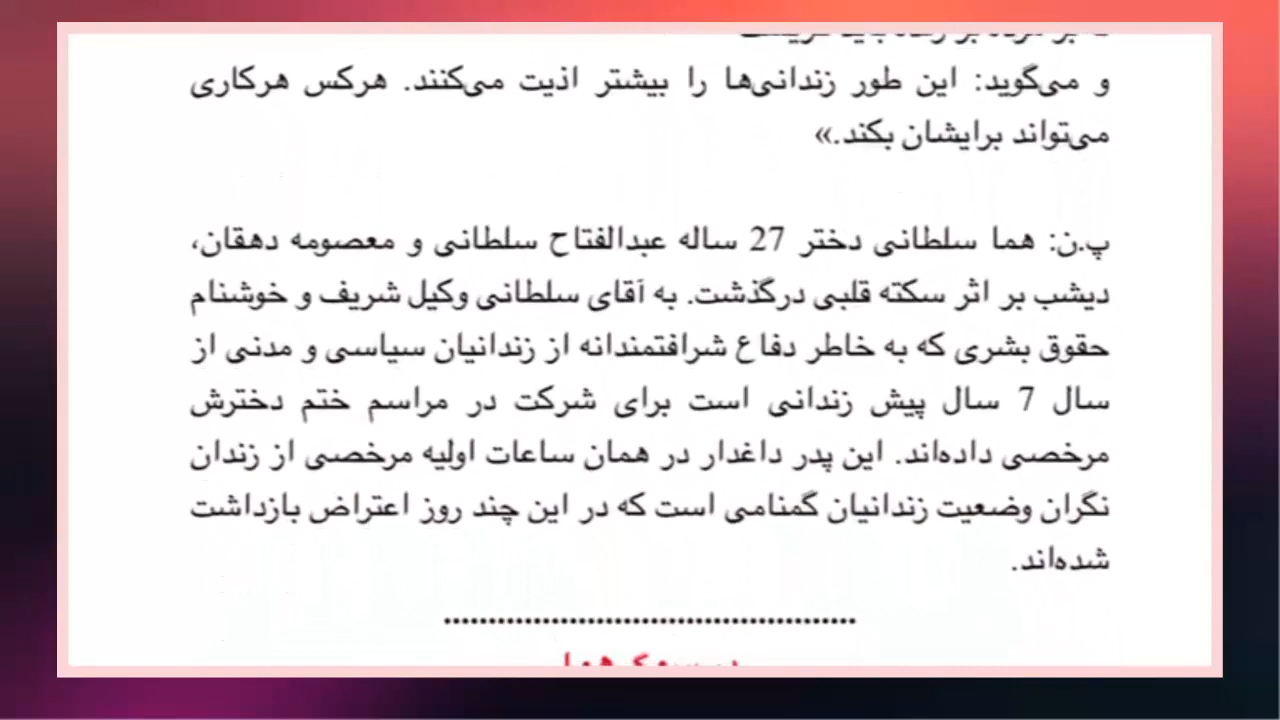 و می‌گوید: این طور زندانی‌ها را بیشتر اذیت می‌کنند. هرکس هرکاری
می‌تواند برایشان بکند.»
پ.ن: هما سلطانی دختر 27 ساله عبدالفتاح سلطانی و معصومه دهقان،
دیشب بر اثر سکته قلبی درگذشت. به آقای سلطانی وکیل شریف و خوشنام
حقوق بشری که به خاطر دفاع شرافتمندانه از زندانیان سیاسی و مدنی از
سال 7 سال پیش زندانی است برای شرکت در مراسم ختم دخترش
مرخصی داده‌اند. این پدر داغدار در همان ساعات اولیه مرخصی از زندان
نگران وضعیت زندانیان گمنامی است که در این چند روز اعتراض بازداشت
شده‌اند.